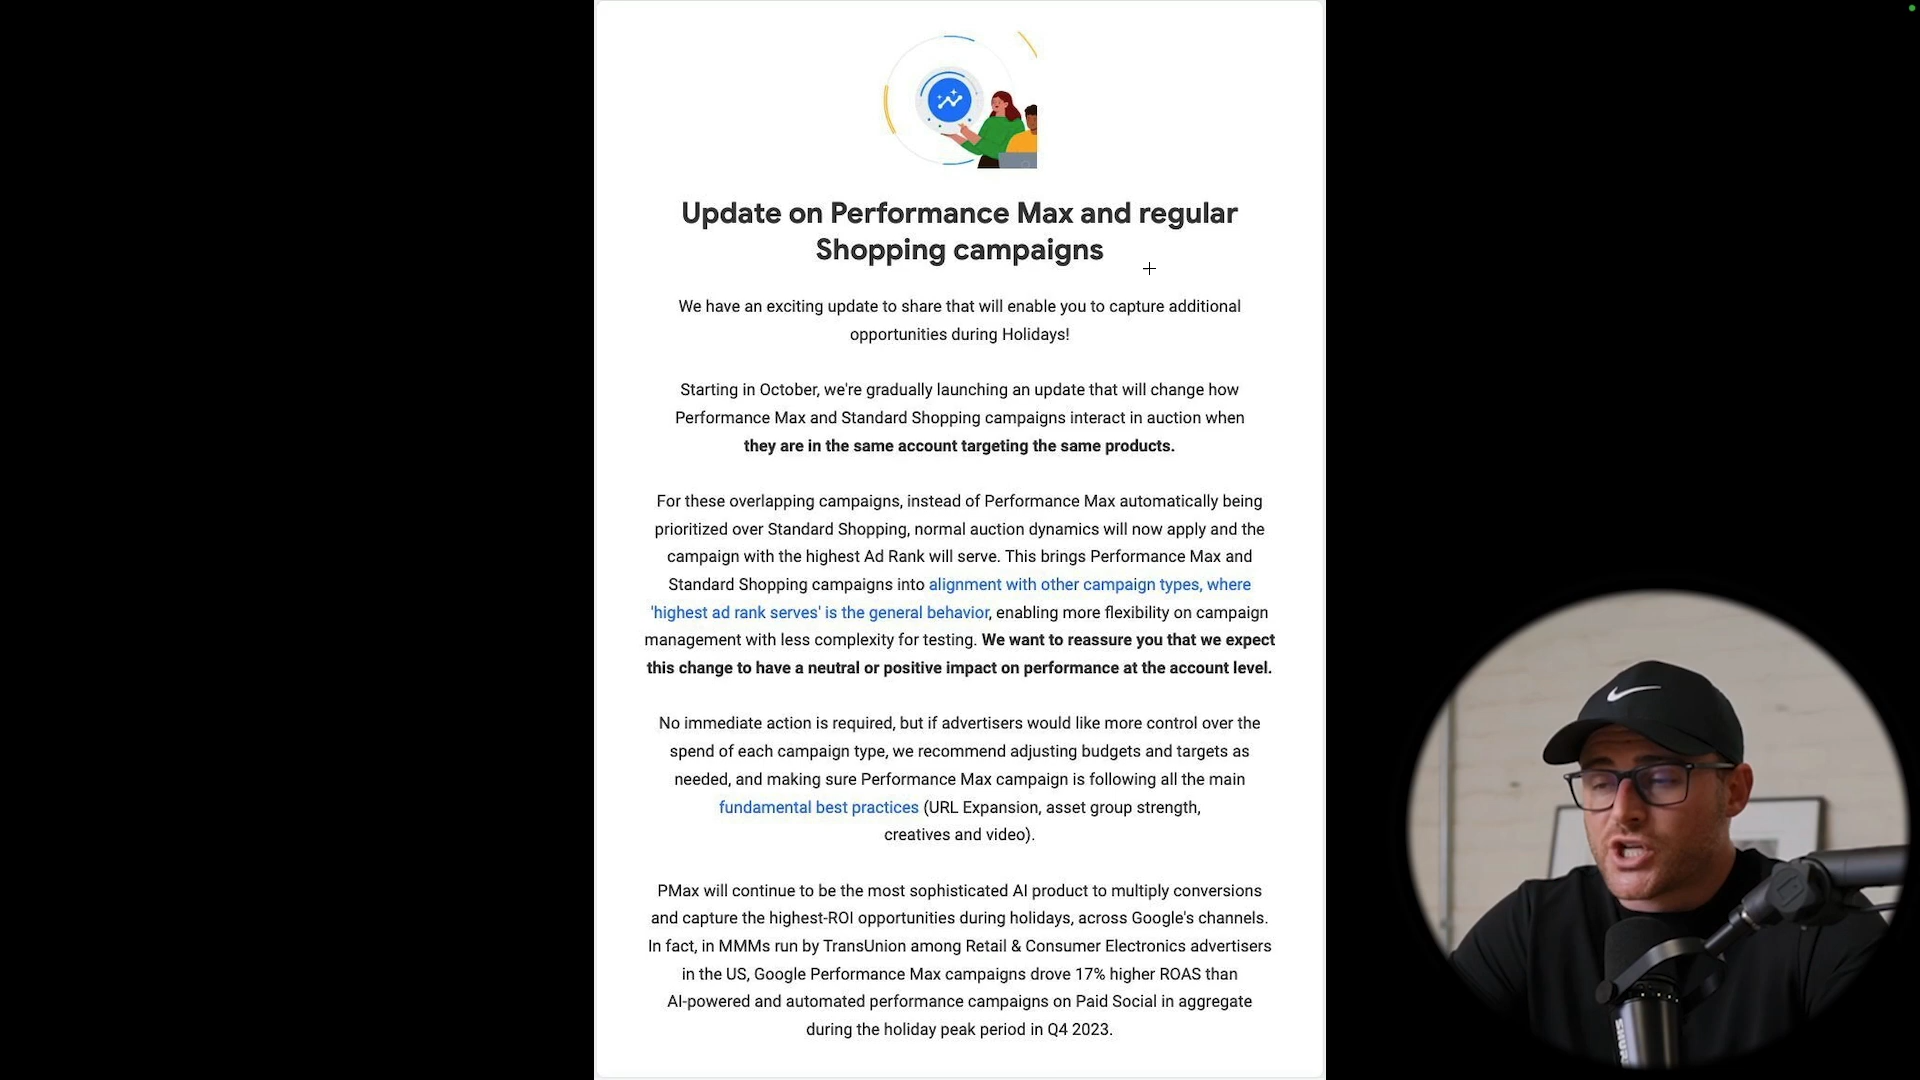 Update on Performance Max and regular
Shopping campaigns
We have an exciting update to share that will enable you to capture additional
opportunities during Holidays!
Starting in October, we're gradually launching an update that will change how
Performance Max and Standard Shopping campaigns interact in auction when
they are in the same account targeting the same products.
For these overlapping campaigns, instead of Performance Max automatically being
prioritized over Standard Shopping, normal auction dynamics will now apply and the
campaign with the highest Ad Rank will serve. This brings Performance Max and
Standard Shopping campaigns into alignment with other campaign types, where
'highest ad rank serves' is the general behavior, enabling more flexibility on campaign
management with less complexity for testing. We want to reassure you that we expect
this change to have a neutral or positive impact on performance at the account level.
No immediate action is required, but if advertisers would like more control over the
spend of each campaign type, we recommend adjusting budgets and targets as
needed, and making sure Performance Max campaign is following all the main
fundamental best practices (URL Expansion, asset group strength,
creatives and video).
PMax will continue to be the most sophisticated AI product to multiply conversions
and capture the highest-ROI opportunities during holidays, across Google's channels.
In fact, in MMMs run by TransUnion among Retail & Consumer Electronics advertisers
in the US, Google Performance Max campaigns drove 17% higher ROAS than
AI-powered and automated performance campaigns on Paid Social in aggregate
during the holiday peak period in Q4 2023.